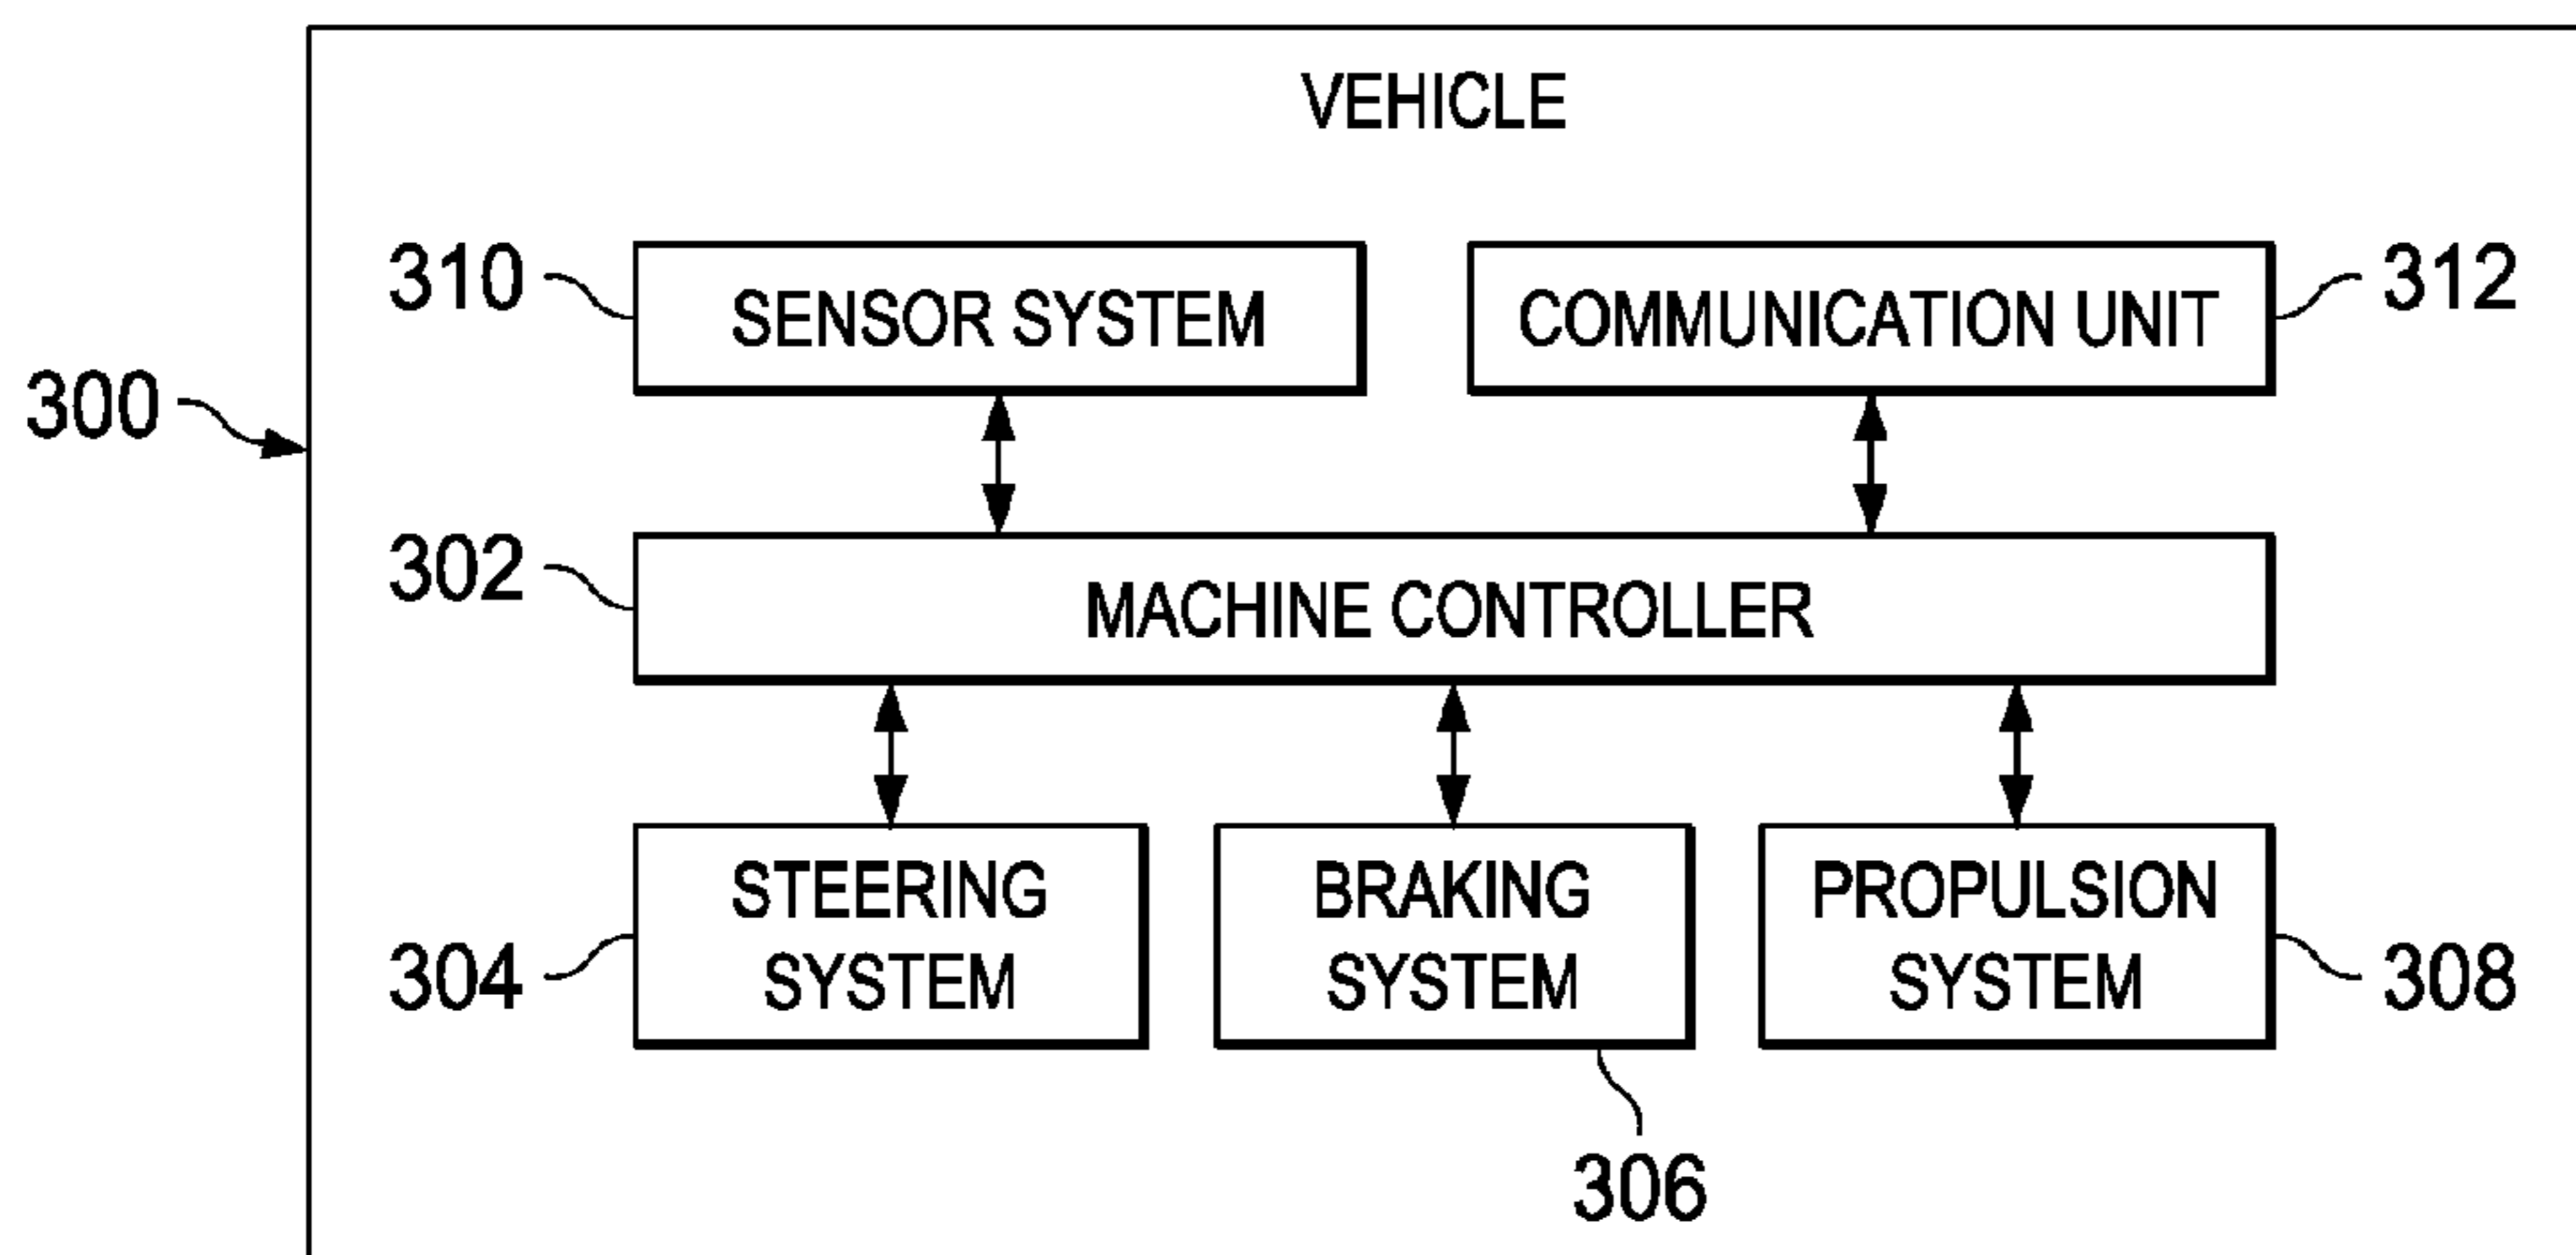 VEHICLE
310
SENSOR SYSTEM
COMMUNICATION UNIT
312
300
302
MACHINE CONTROLLER
304
STEERING
SYSTEM
BRAKING
SYSTEM
PROPULSION
SYSTEM
308
306